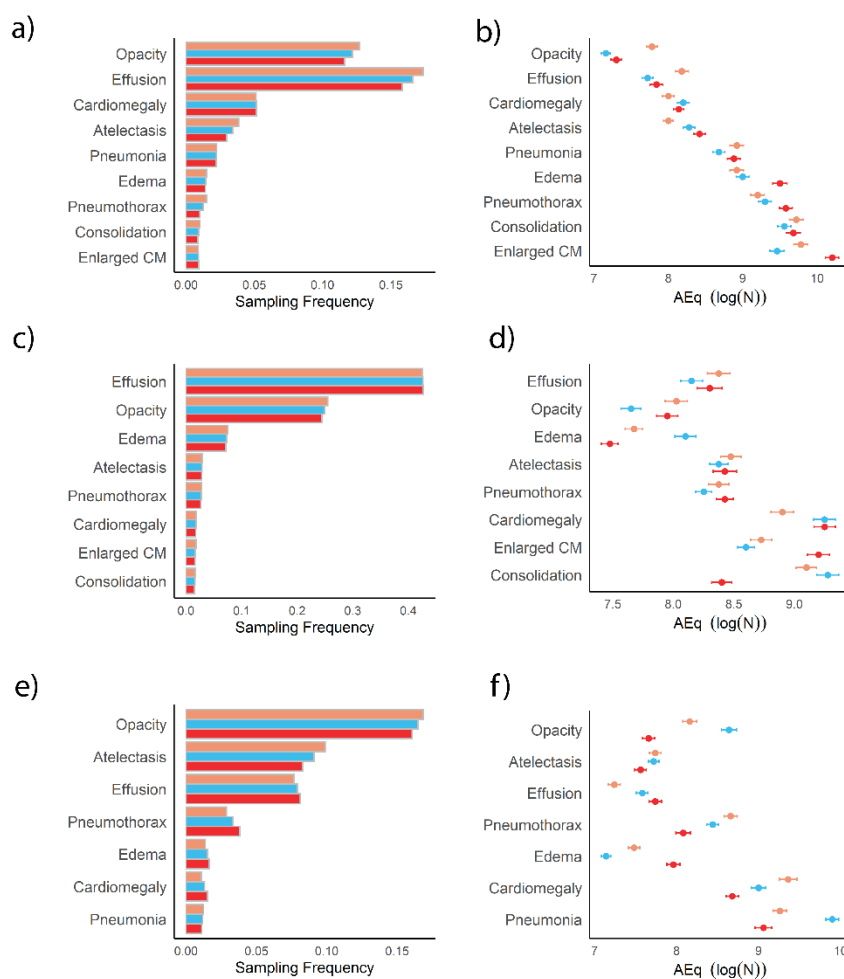 a)
Opacity
Effusion
Cardiomegaly
Atelectasis
Pneumonia
Edema
Pneumothorax
Consolidation
Enlarged CM
0.00 0.05 0.10 0.15
Sampling Frequency
b)
Opacity
Effusion
Cardiomegaly
Atelectasis
Pneumonia
Edema
Pneumothorax
Consolidation
Enlarged CM
7 8 9 10
AEq (log(N))
c)
Effusion
Opacity
Edema
Atelectasis
Pneumothorax
Cardiomegaly
Enlarged CM
Consolidation
0.0 0.1 0.2 0.3 0.4
Sampling Frequency
d)
Effusion
Opacity
Edema
Atelectasis
Pneumothorax
Cardiomegaly
Enlarged CM
Consolidation
7.5 8.0 8.5 9.0
AEq (log(N))
e)
Opacity
Atelectasis
Effusion
Pneumothorax
Edema
Cardiomegaly
Pneumonia
0.00 0.05 0.10 0.15
Sampling Frequency
f)
Opacity
Atelectasis
Effusion
Pneumothorax
Edema
Cardiomegaly
Pneumonia
7 8 9 10
AEq (log(N))